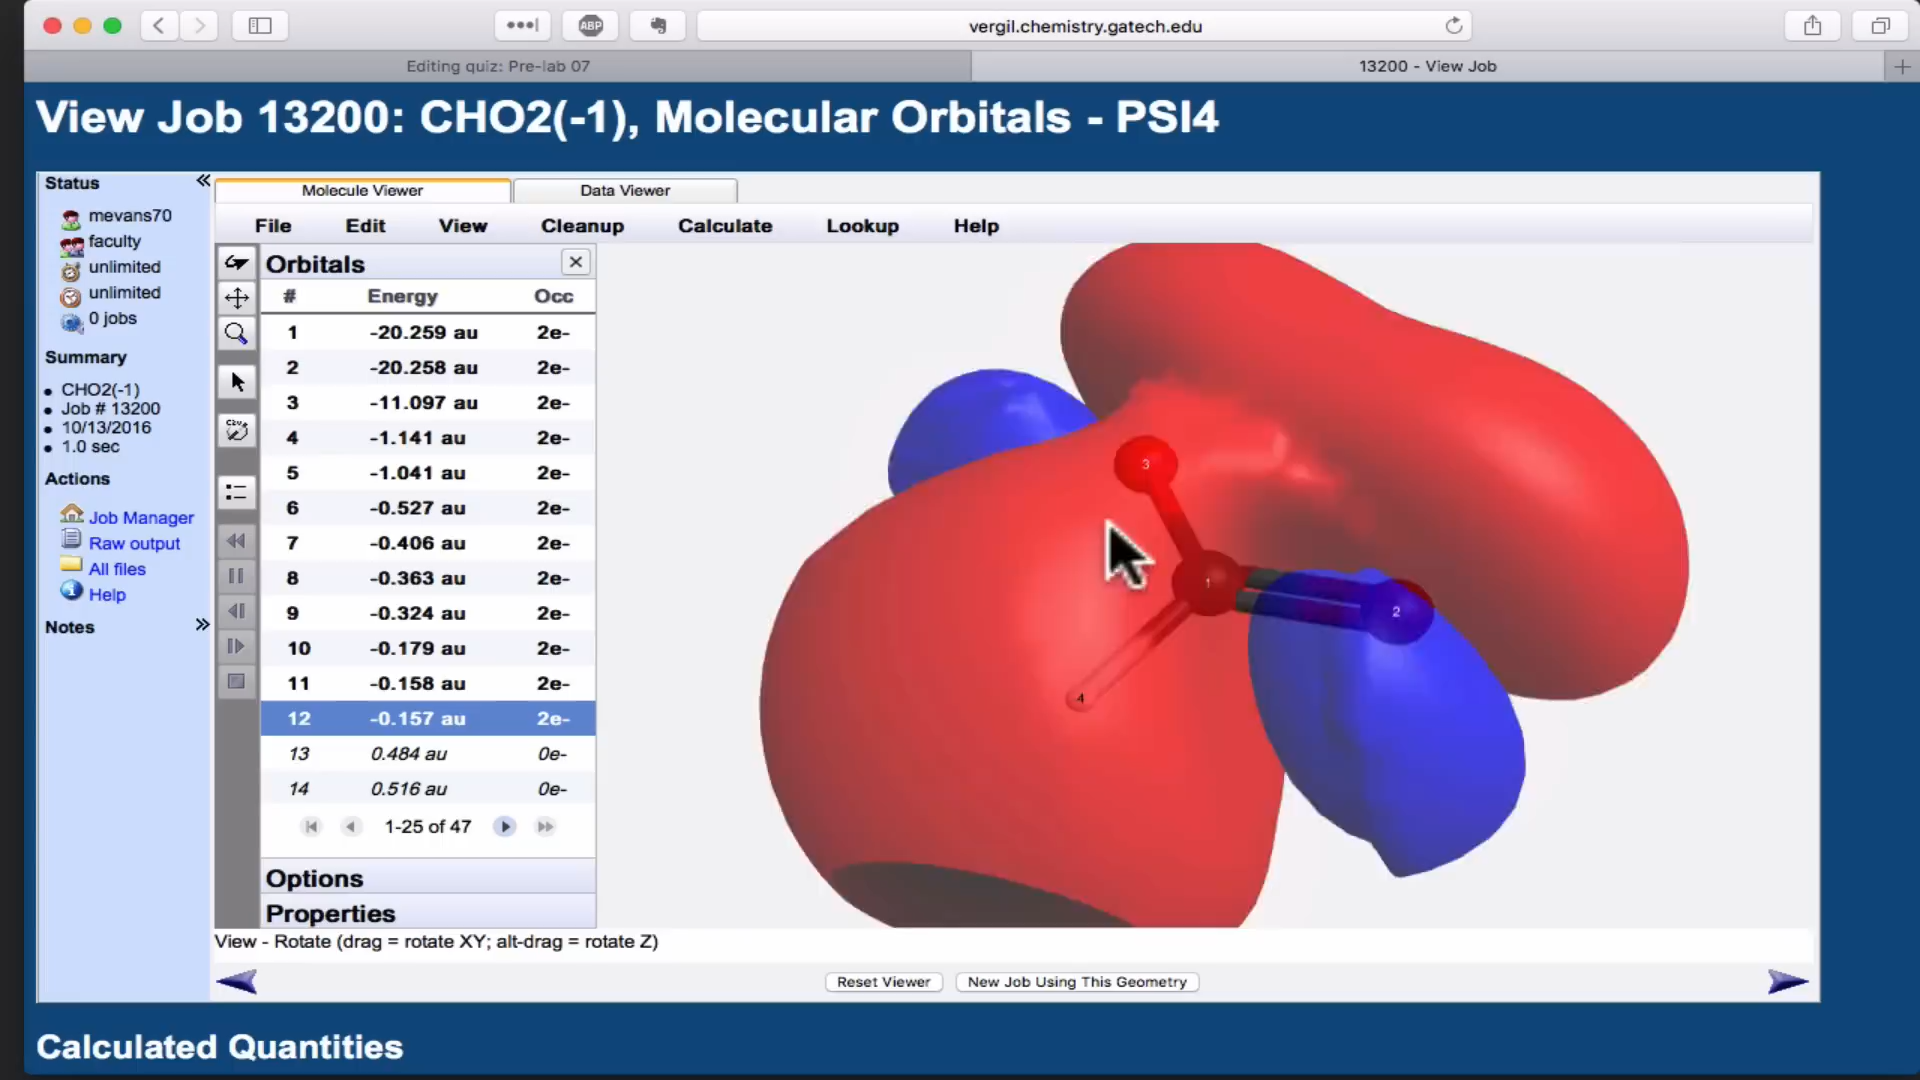 ABP
vergil.chemistry.gatech.edu
Editing quiz: Pre-lab 07
13200 - View Job
View Job 13200: CHO2(-1), Molecular Orbitals - PSI4
Status
mevans70
faculty
unlimited
unlimited
0 jobs
Summary
CHO2(-1)
Job # 13200
10/13/2016
1.0 sec
Actions
Job Manager
Raw output
All files
Help
Notes
Molecule Viewer
Data Viewer
File Edit View Cleanup Calculate Lookup Help
Orbitals
# Energy Occ
1 -20.259 au 2e-
2 -20.258 au 2e-
3 -11.097 au 2e-
4 -1.141 au 2e-
5 -1.041 au 2e-
6 -0.527 au 2e-
7 -0.406 au 2e-
8 -0.363 au 2e-
9 -0.324 au 2e-
10 -0.179 au 2e-
11 -0.158 au 2e-
12 -0.157 au 2e-
13 0.484 au 0e-
14 0.516 au 0e-
1-25 of 47
Options
Properties
3
1
2
4
View - Rotate (drag = rotate XY; alt-drag = rotate Z)
Reset Viewer
New Job Using This Geometry
Calculated Quantities